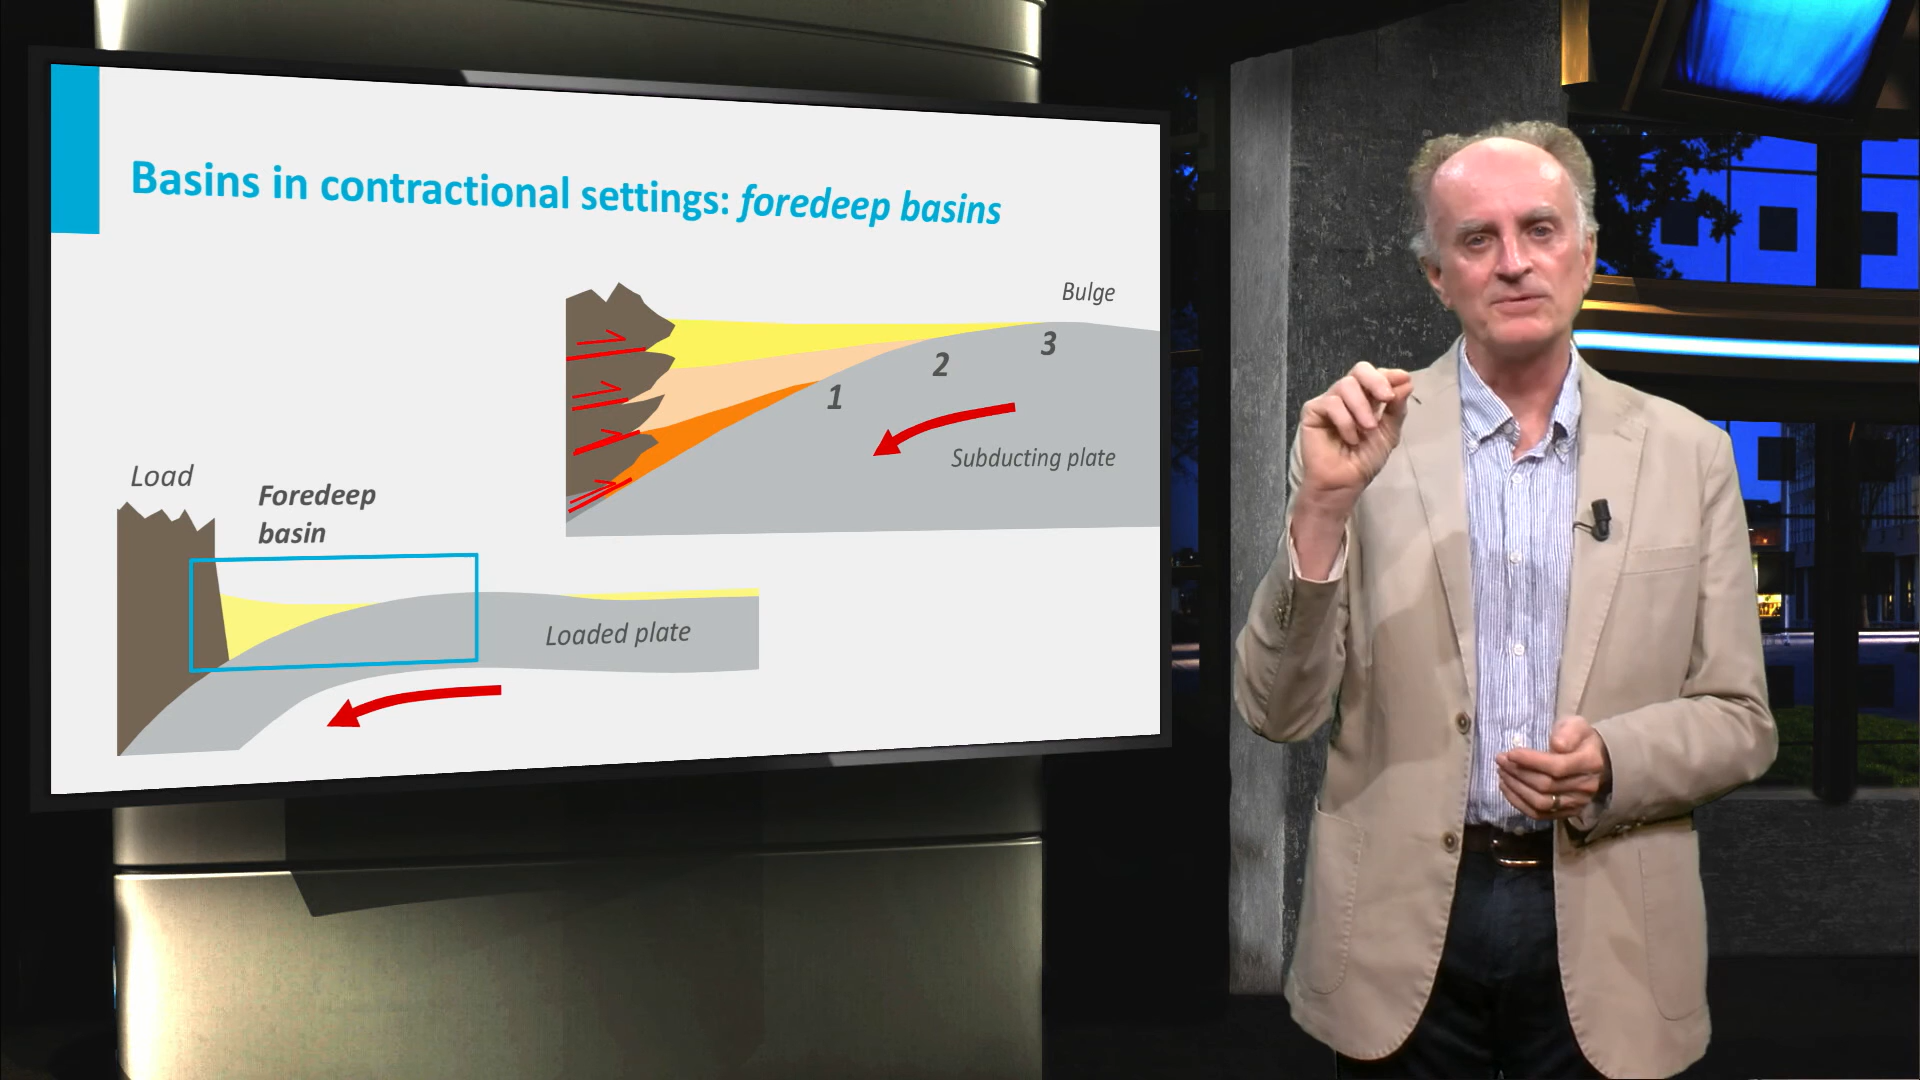 Basins in contractional settings: foredeep basins
Bulge
3
2
1
Subducting plate
Load
Foredeep
basin
Loaded plate